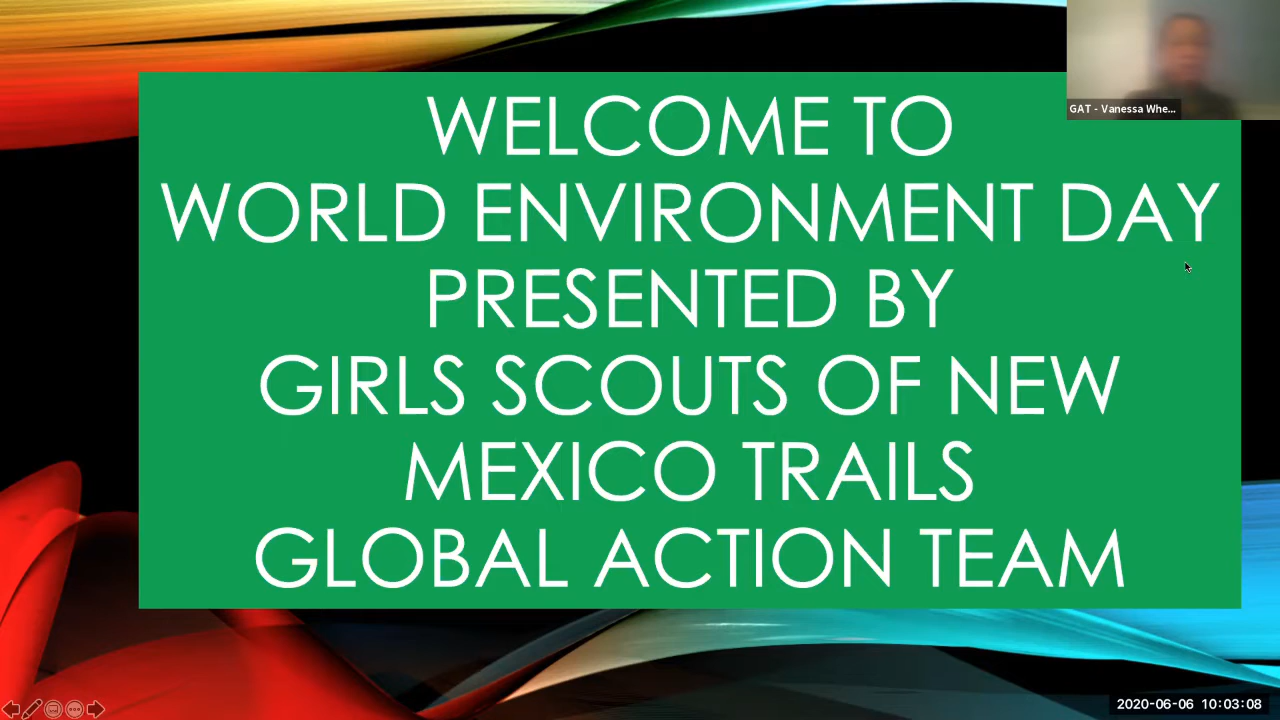 GAT - Vanessa Whe...
WELCOME TO
WORLD ENVIRONMENT DAY
PRESENTED BY
GIRLS SCOUTS OF NEW
MEXICO TRAILS
GLOBAL ACTION TEAM
2020-06-06 10:03:08